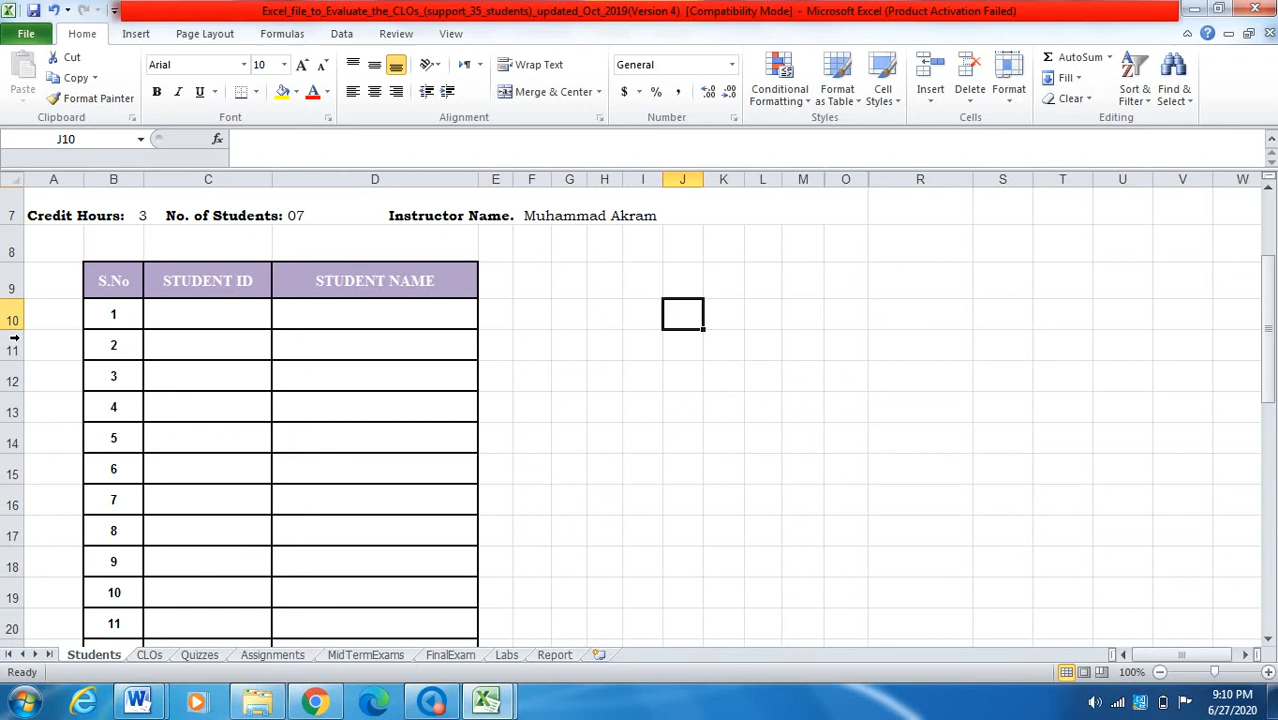 Excel_file_to_Evaluate_the_CLOs_(support_35_students)_updated_Oct_2019(Version 4) [Compatibility Mode] - Microsoft Excel (Product Activation Failed)
File Home Insert Page Layout Formulas Data Review View
Paste
Cut
Copy
Format Painter
Clipboard
Arial 10
Font
Wrap Text
Merge & Center
Alignment
General
Number
Conditional Formatting
Format as Table
Cell Styles
Styles
Insert
Delete
Format
Cells
AutoSum
Fill
Clear
Sort & Filter
Find & Select
Editing
J10 fx
A B C D E F G H I J K L M O R S T U V W
7 Credit Hours: 3 No. of Students: 07 Instructor Name. Muhammad Akram
8
9 S.No STUDENT ID STUDENT NAME
10 1
11 2
12 3
13 4
14 5
15 6
16 7
17 8
18 9
19 10
20 11
Students CLOs Quizzes Assignments MidTermExams FinalExam Labs Report
Ready 100%
9:10 PM
6/27/2020